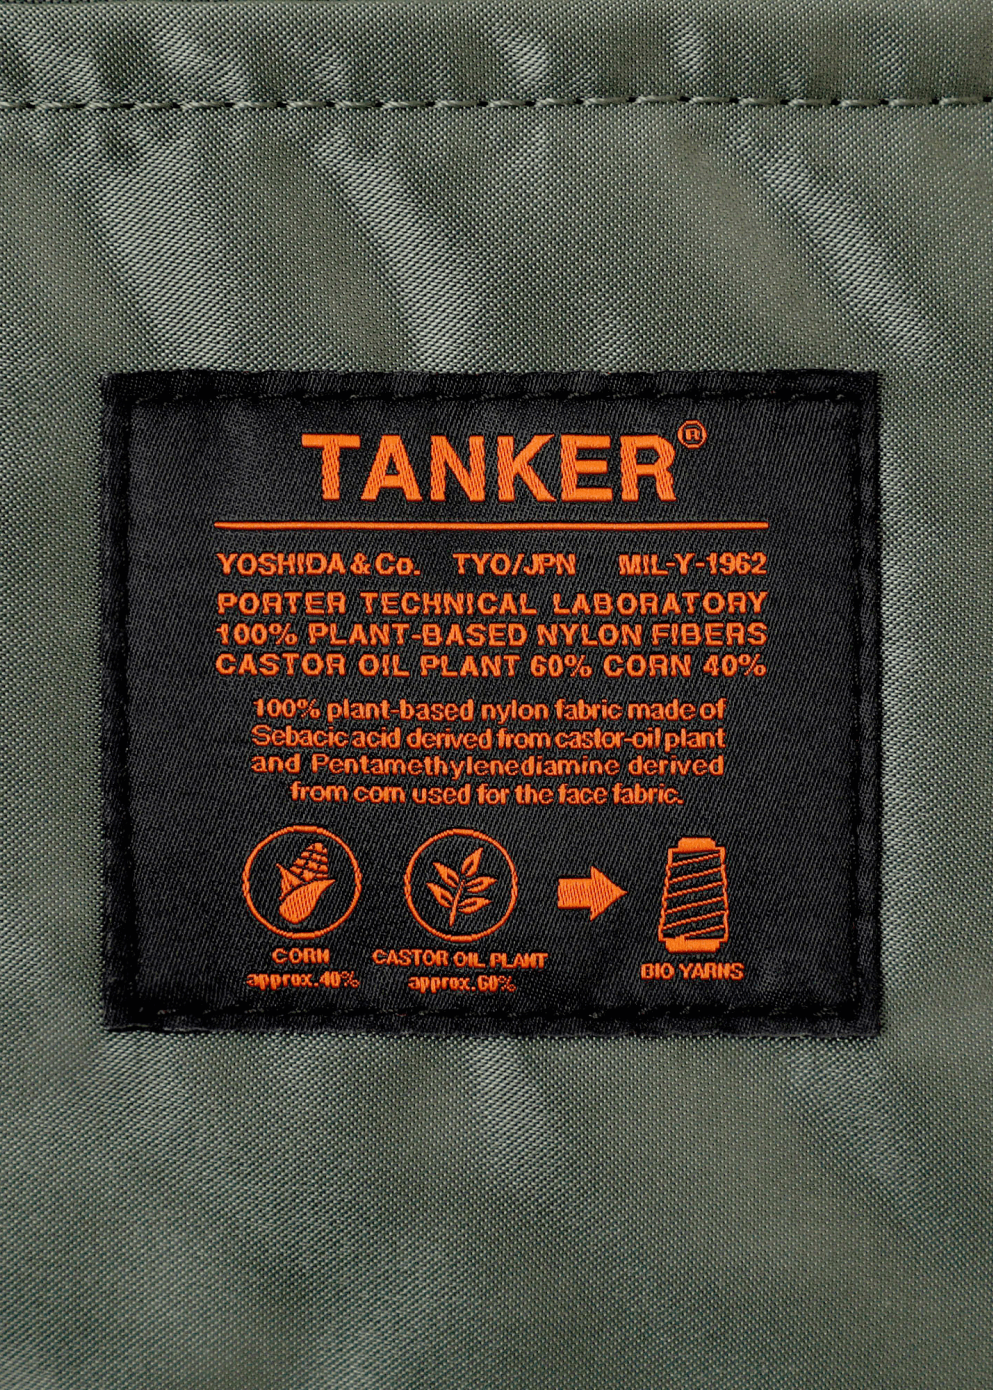 TANKER®
YOSHIDA & Co. TYO/JPN MIL-Y-1962
PORTER TECHNICAL LABORATORY
100% PLANT-BASED NYLON FIBERS
CASTOR OIL PLANT 60% CORN 40%
100% plant-based nylon fabric made of
Sebacic acid derived from castor-oil plant
and Pentamethylenediamine derived
from corn used for the face fabric.
CORN
approx.40%
CASTOR OIL PLANT
approx.60%
BIO YARNS